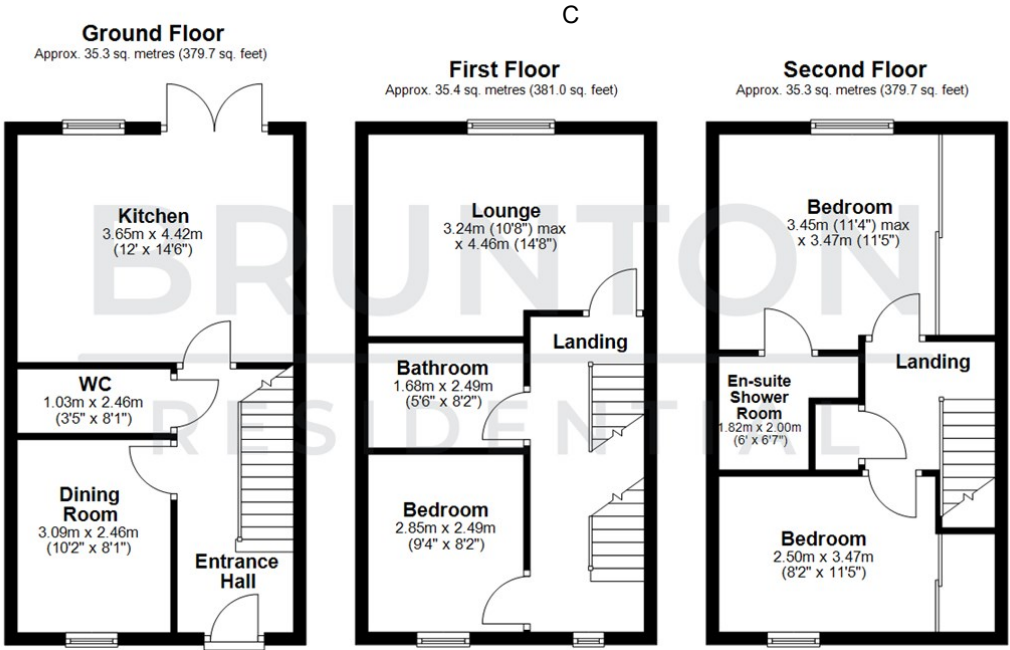 C
Ground Floor
Approx. 35.3 sq. metres (379.7 sq. feet)
Kitchen
3.65m x 4.42m
(12' x 14'6")
WC
1.03m x 2.46m
(3'5" x 8'1")
Dining
Room
3.09m x 2.46m
(10'2" x 8'1")
Entrance
Hall
First Floor
Approx. 35.4 sq. metres (381.0 sq. feet)
Lounge
3.24m (10'8") max
x 4.46m (14'8")
Landing
Bathroom
1.68m x 2.49m
(5'6" x 8'2")
Bedroom
2.85m x 2.49m
(9'4" x 8'2")
Second Floor
Approx. 35.3 sq. metres (379.7 sq. feet)
Bedroom
3.45m (11'4") max
x 3.47m (11'5")
Landing
En-suite
Shower
Room
1.82m x 2.00m
(6' x 6'7")
Bedroom
2.50m x 3.47m
(8'2" x 11'5")
BRUNTON
RESIDENTIAL